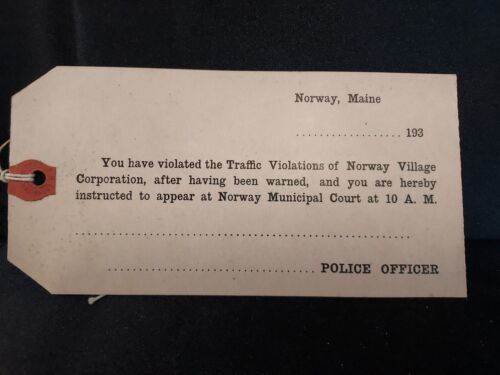 Norway, Maine
.................. 193
You have violated the Traffic Violations of Norway Village
Corporation, after having been warned, and you are hereby
instructed to appear at Norway Municipal Court at 10 A. M.
.........................................................
................................... POLICE OFFICER